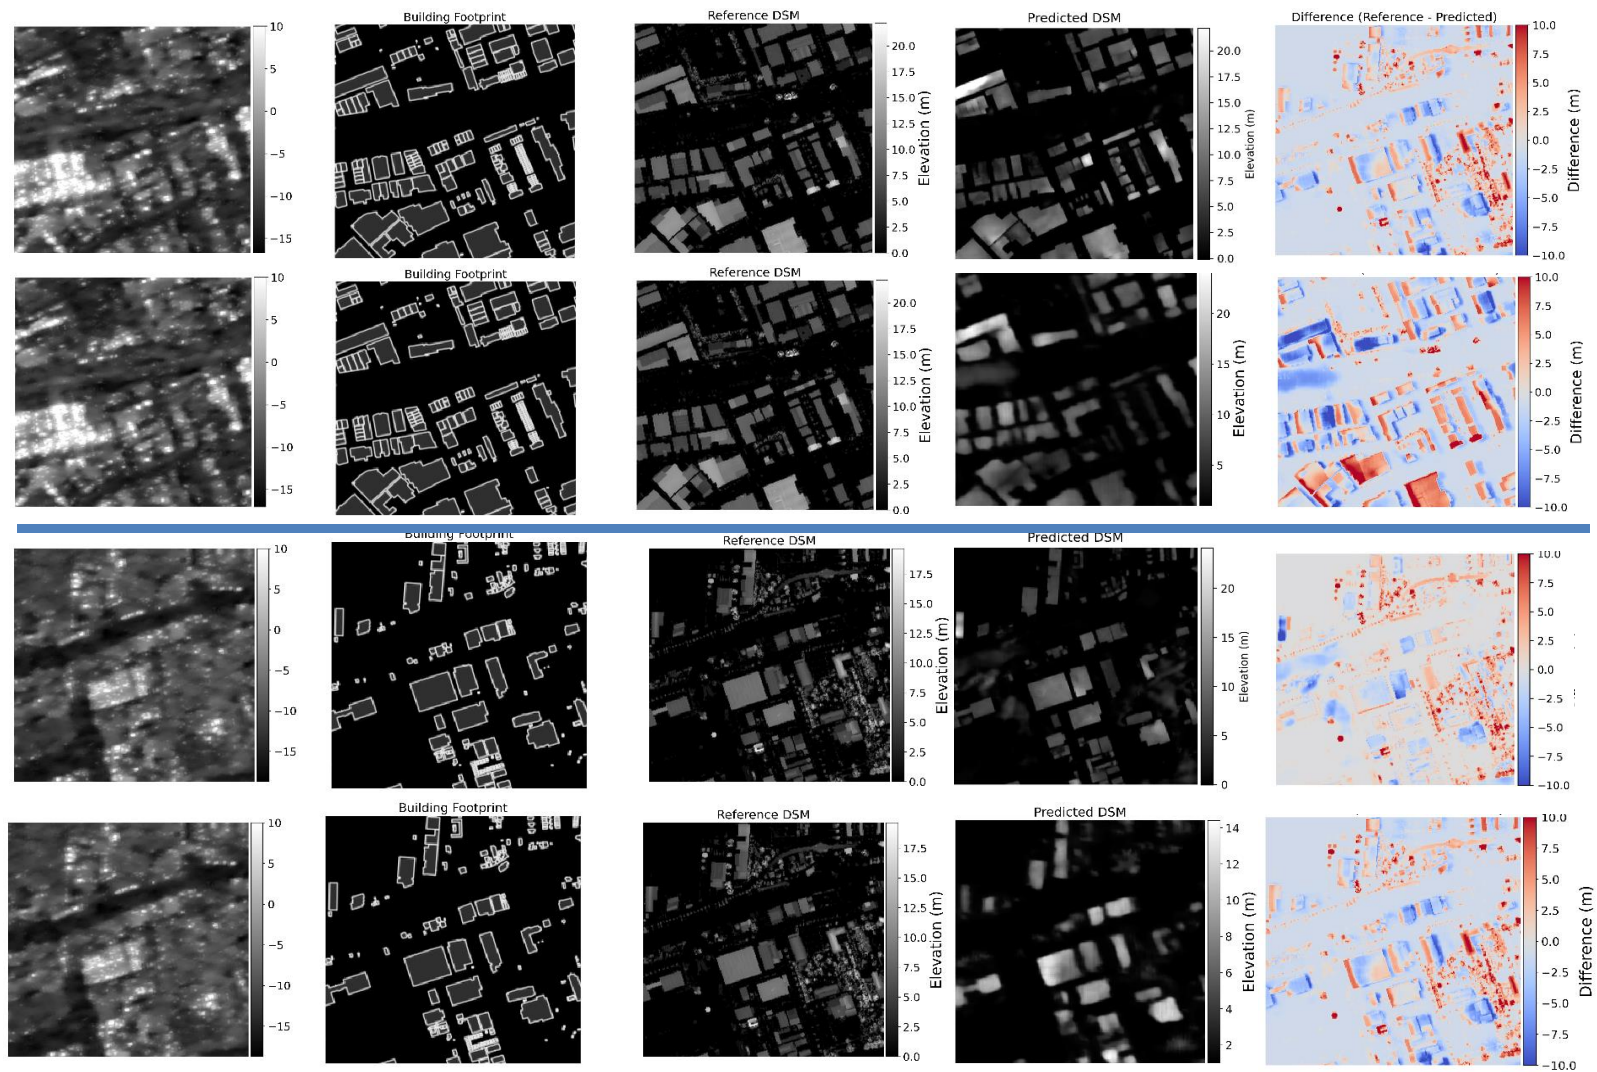 Building Footprint Reference DSM Predicted DSM Difference (Reference - Predicted)
10 5 0 −5 −10 −15
20.0 17.5 15.0 12.5 10.0 7.5 5.0 2.5 0.0 Elevation (m)
20.0 17.5 15.0 12.5 10.0 7.5 5.0 2.5 0.0 Elevation (m)
10.0 7.5 5.0 2.5 0.0 −2.5 −5.0 −7.5 −10.0 Difference (m)
Building Footprint Reference DSM
10 5 0 −5 −10 −15
20.0 17.5 15.0 12.5 10.0 7.5 5.0 2.5 0.0 Elevation (m)
20 15 10 5 Elevation (m)
10.0 7.5 5.0 2.5 0.0 −2.5 −5.0 −7.5 −10.0 Difference (m)
Building Footprint Reference DSM Predicted DSM
10 5 0 −5 −10 −15
17.5 15.0 12.5 10.0 7.5 5.0 2.5 0.0 Elevation (m)
20 15 10 5 0 Elevation (m)
10.0 7.5 5.0 2.5 0.0 −2.5 −5.0 −7.5 −10.0
Building Footprint Reference DSM Predicted DSM
10 5 0 −5 −10 −15
17.5 15.0 12.5 10.0 7.5 5.0 2.5 0.0 Elevation (m)
14 12 10 8 6 4 2 Elevation (m)
10.0 7.5 5.0 2.5 0.0 −2.5 −5.0 −7.5 −10.0 Difference (m)